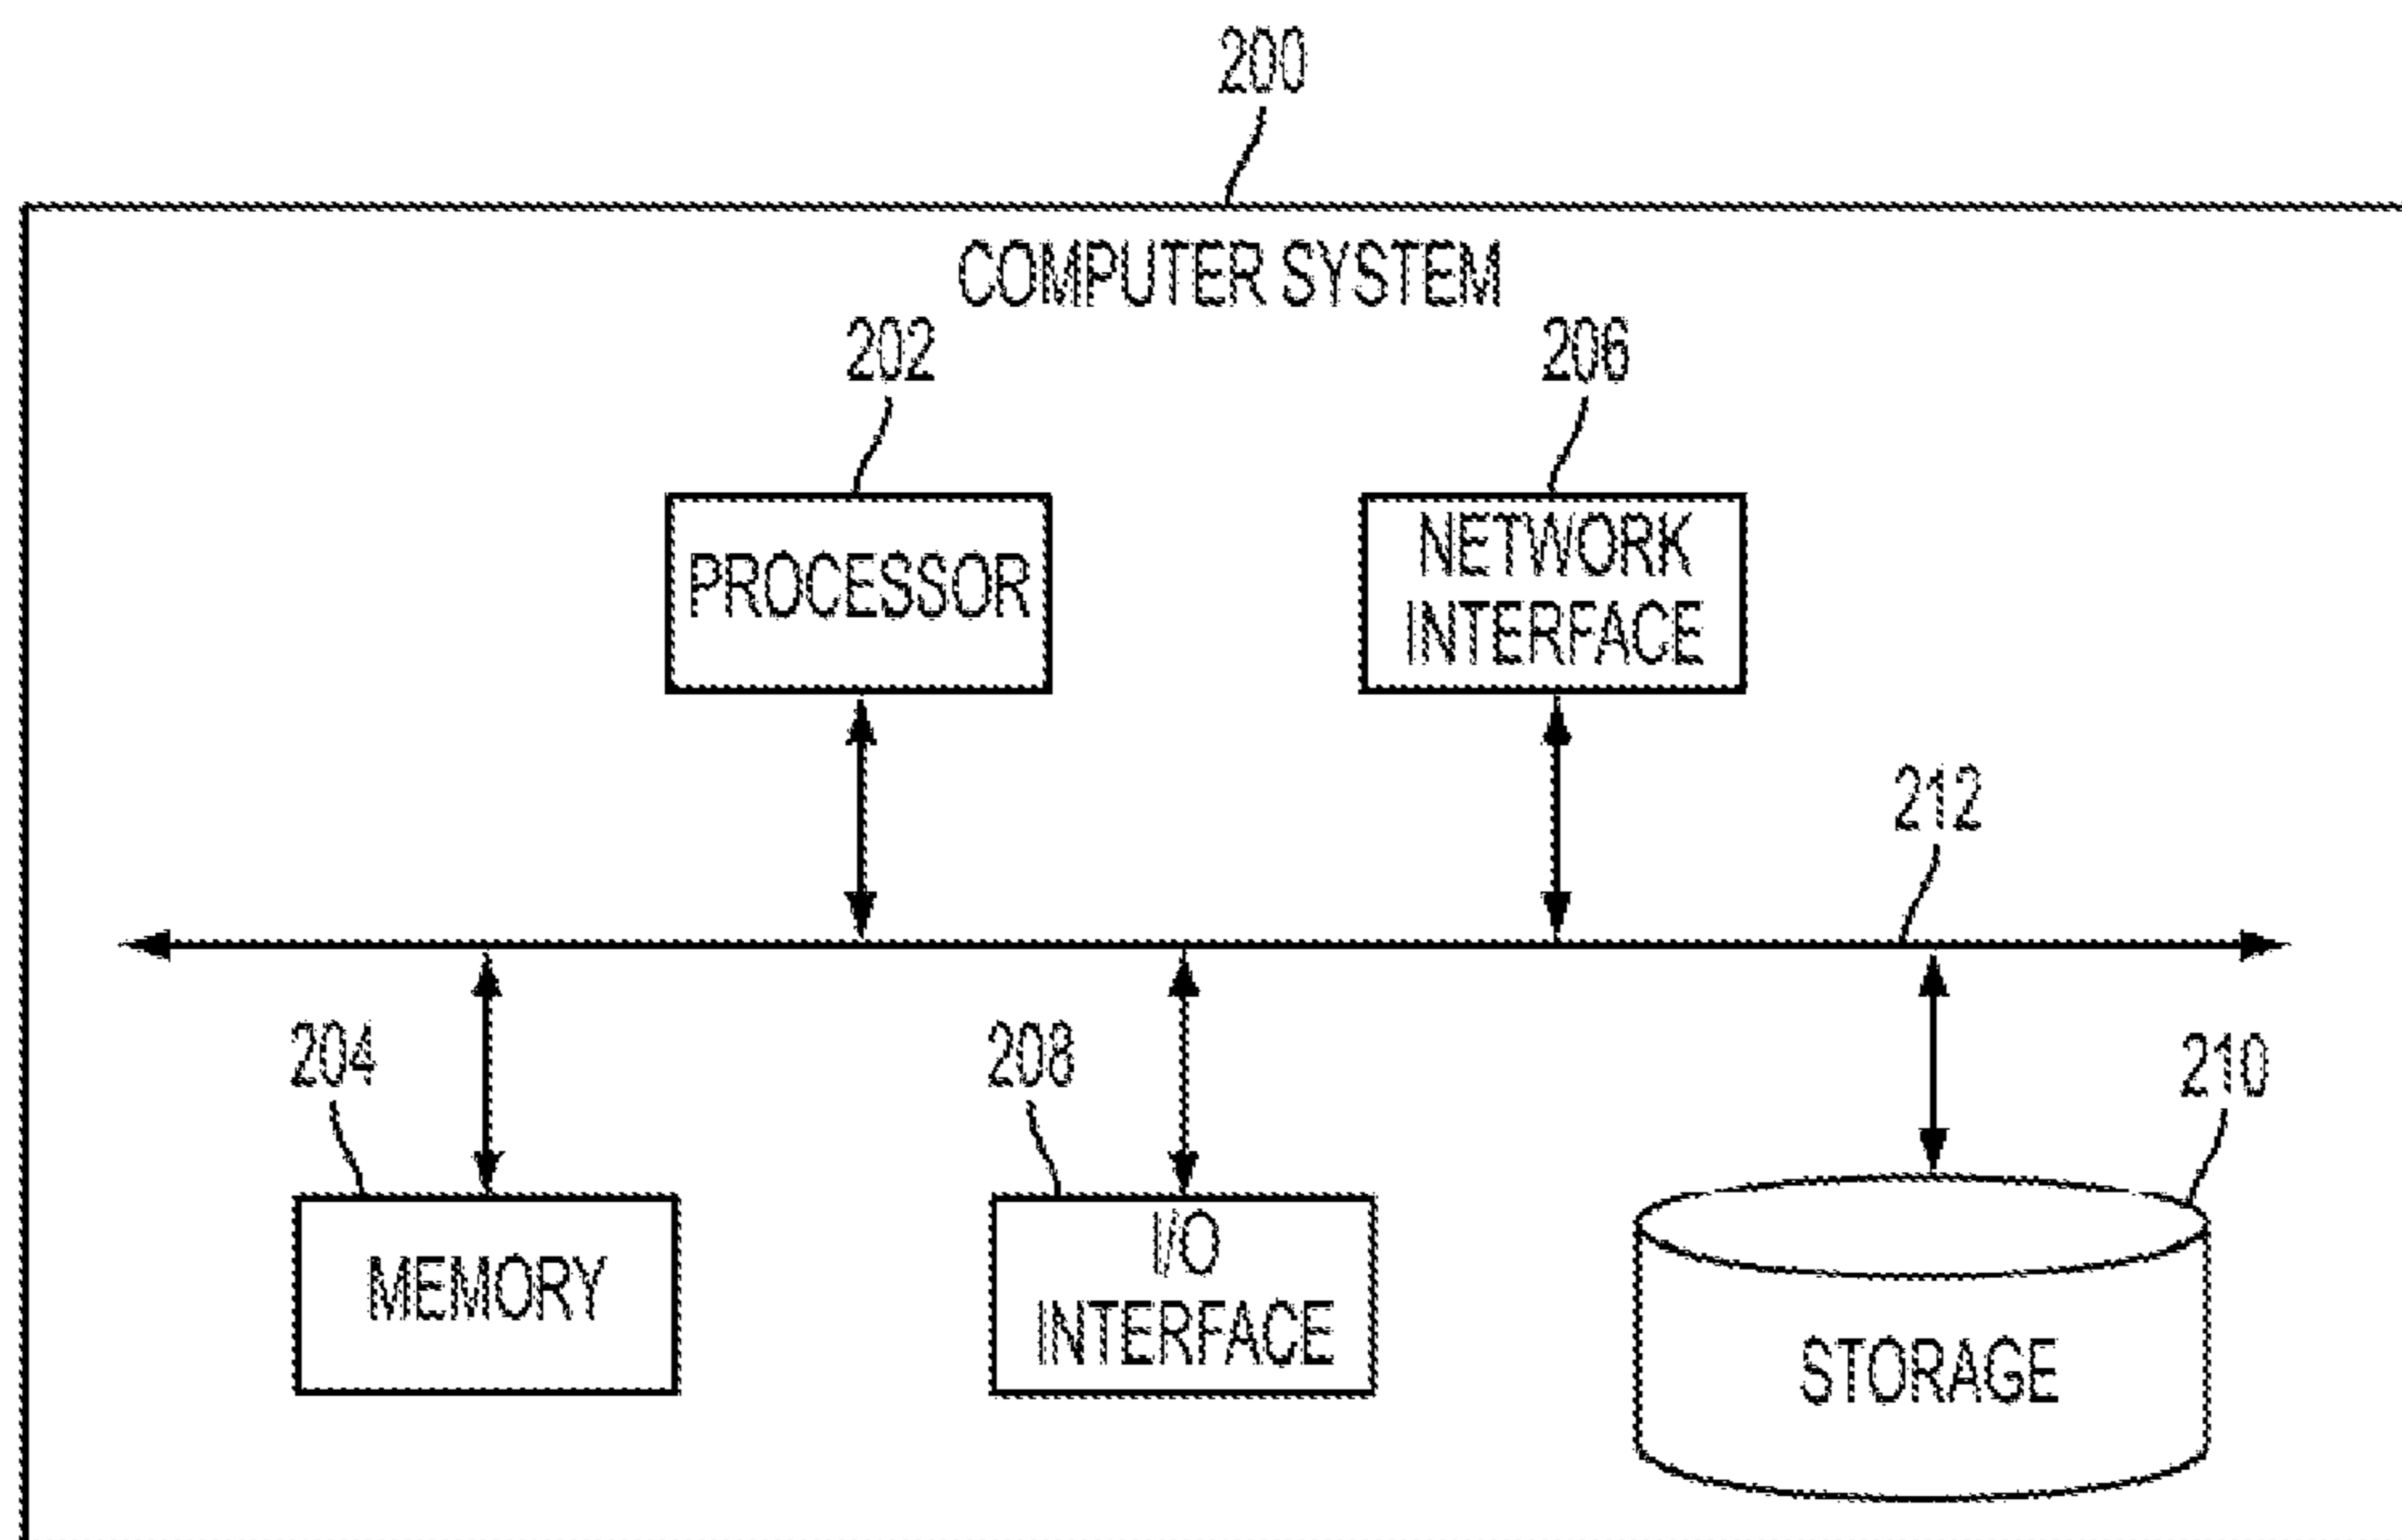 200
COMPUTER SYSTEM
202
206
PROCESSOR
NETWORK
INTERFACE
212
204
208
210
MEMORY
I/O
INTERFACE
STORAGE